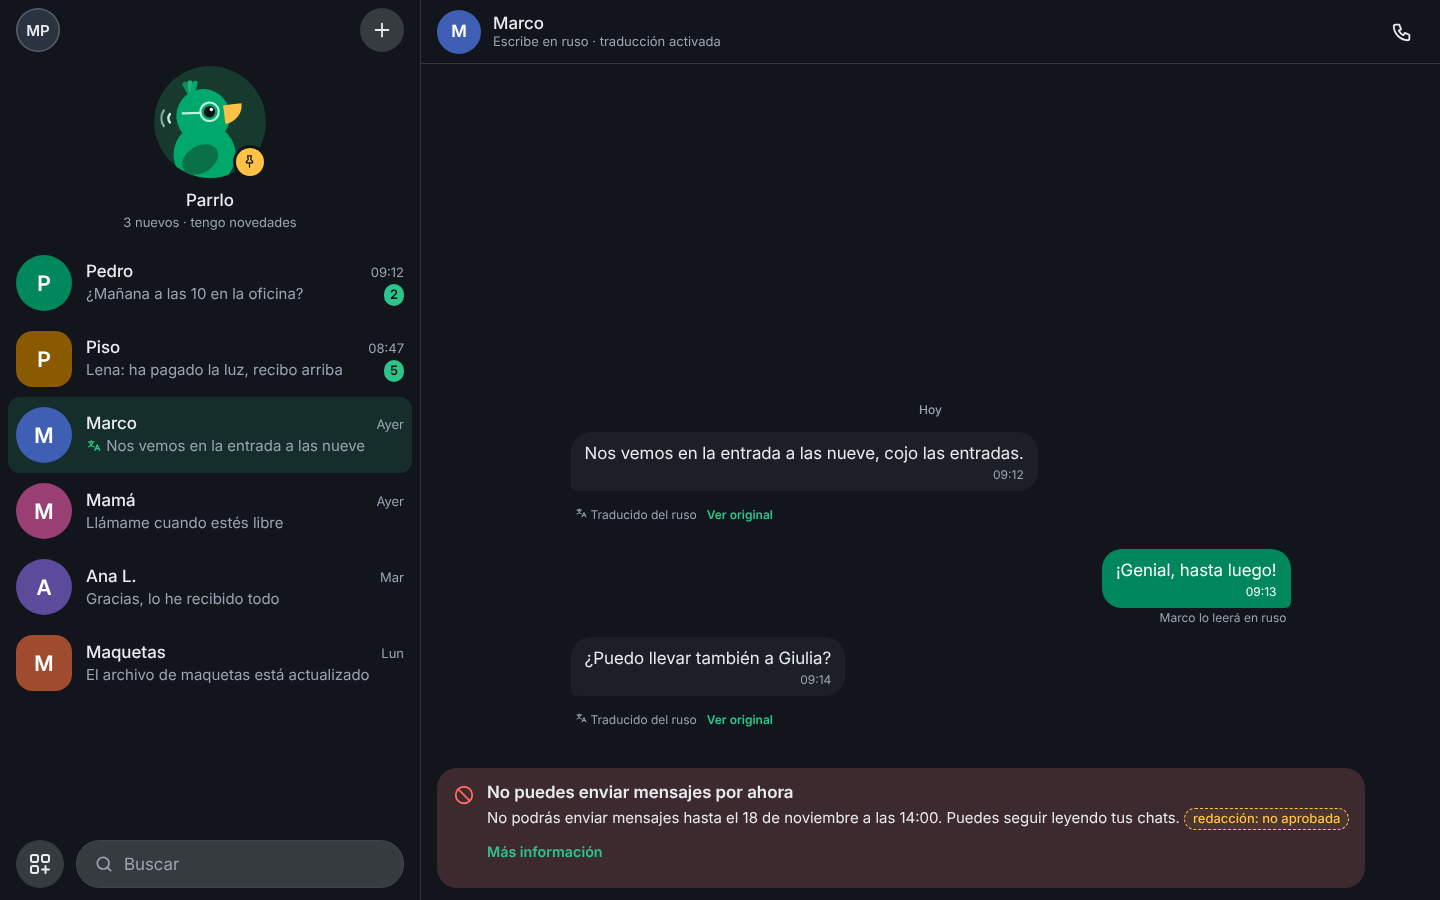 MP
Parrlo
3 nuevos · tengo novedades
P
Pedro
09:12
¿Mañana a las 10 en la oficina?
2
P
Piso
08:47
Lena: ha pagado la luz, recibo arriba
5
M
Marco
Ayer
Nos vemos en la entrada a las nueve
M
Mamá
Ayer
Llámame cuando estés libre
A
Ana L.
Mar
Gracias, lo he recibido todo
M
Maquetas
Lun
El archivo de maquetas está actualizado
Buscar
M
Marco
Escribe en ruso · traducción activada
Hoy
Nos vemos en la entrada a las nueve, cojo las entradas.
09:12
Traducido del ruso Ver original
¡Genial, hasta luego!
09:13
Marco lo leerá en ruso
¿Puedo llevar también a Giulia?
09:14
Traducido del ruso Ver original
No puedes enviar mensajes por ahora
No podrás enviar mensajes hasta el 18 de noviembre a las 14:00. Puedes seguir leyendo tus chats. redacción: no aprobada
Más información